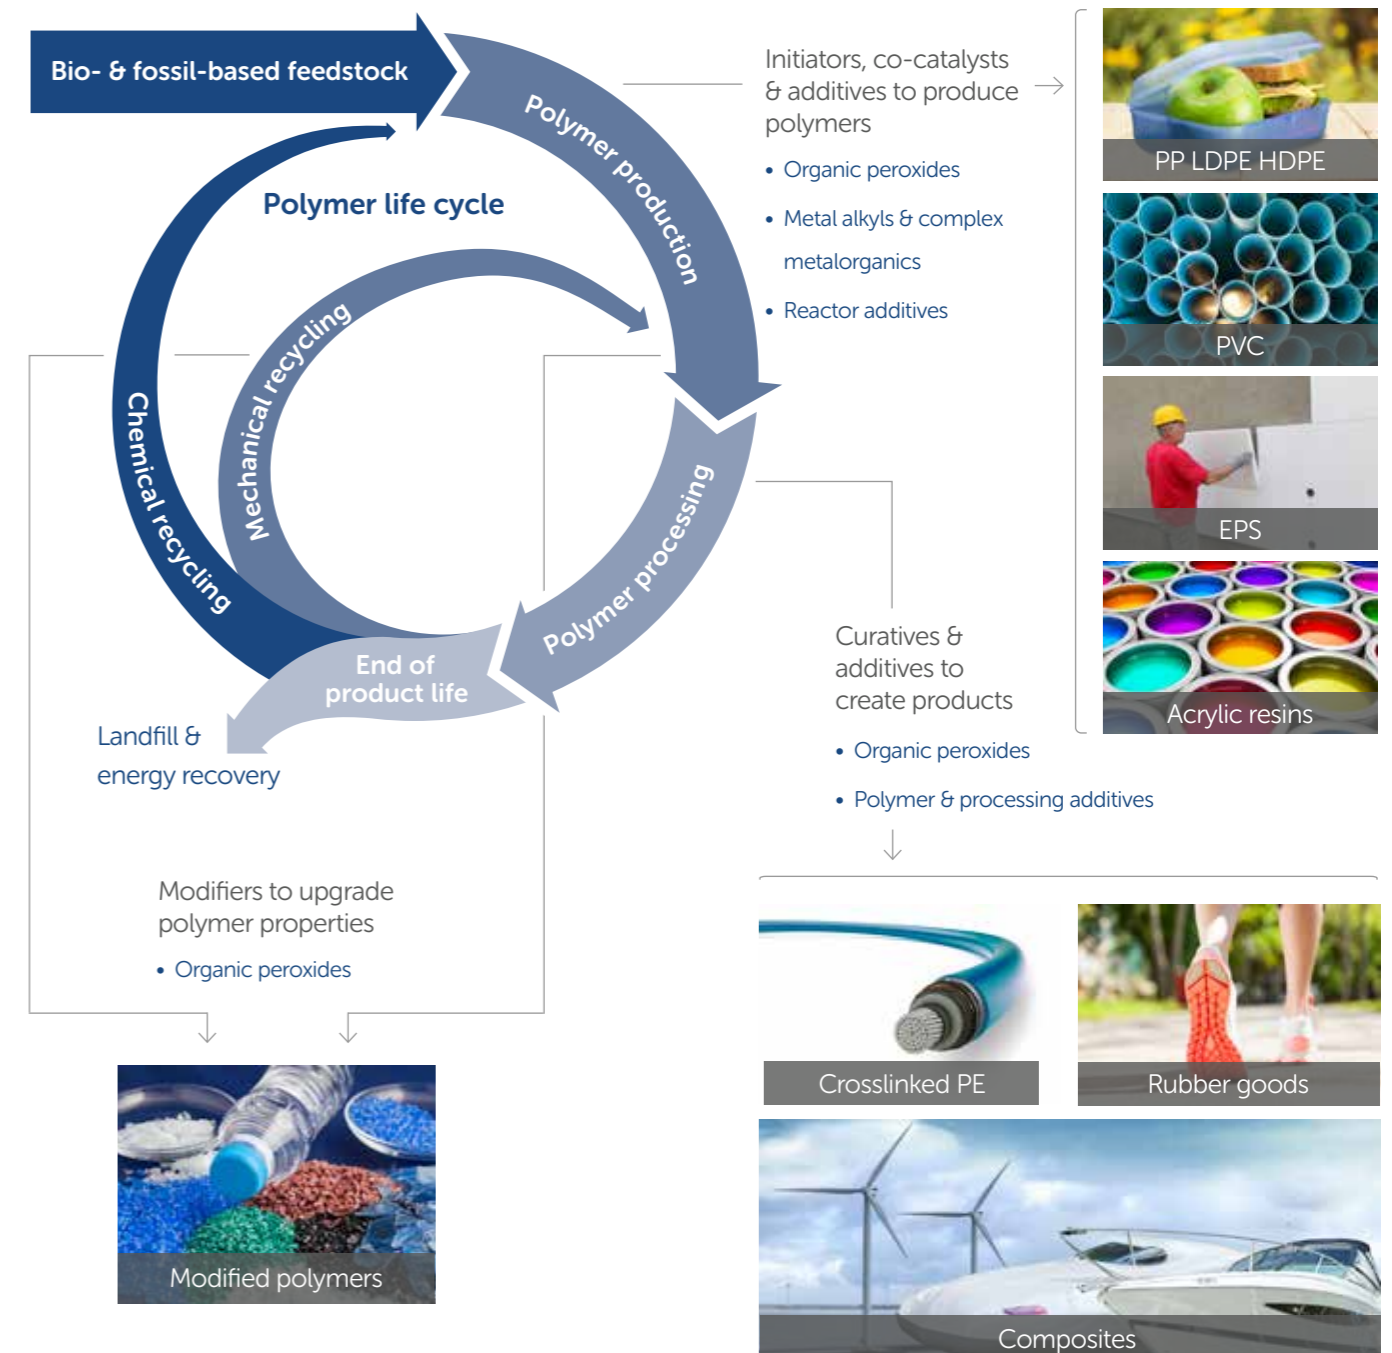 Bio- & fossil-based feedstock
Polymer production
Polymer life cycle
Mechanical recycling
Chemical recycling
Polymer processing
End of
product life
Landfill &
energy recovery
Initiators, co-catalysts
& additives to produce
polymers
• Organic peroxides
• Metal alkyls & complex
metalorganics
• Reactor additives
PP LDPE HDPE
PVC
EPS
Acrylic resins
Curatives &
additives to
create products
• Organic peroxides
• Polymer & processing additives
Modifiers to upgrade
polymer properties
• Organic peroxides
Modified polymers
Crosslinked PE
Rubber goods
Composites